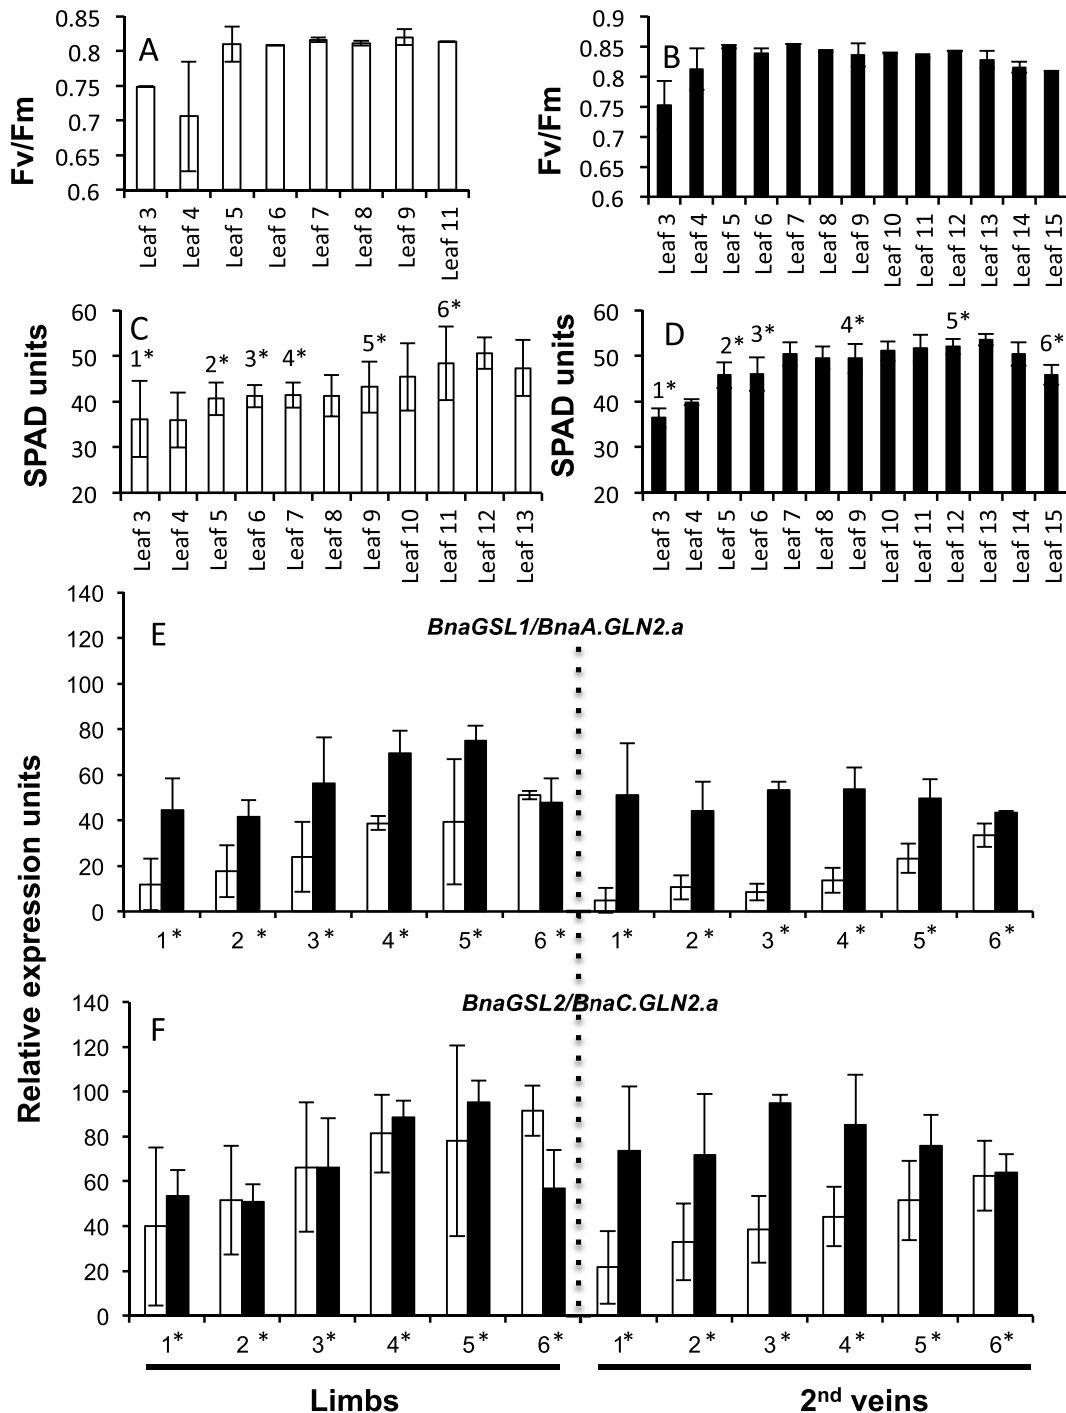 A
Fv/Fm
0.85
0.8
0.75
0.7
0.65
0.6
Leaf 3
Leaf 4
Leaf 5
Leaf 6
Leaf 7
Leaf 8
Leaf 9
Leaf 11
B
Fv/Fm
0.9
0.85
0.8
0.75
0.7
0.65
0.6
Leaf 3
Leaf 4
Leaf 5
Leaf 6
Leaf 7
Leaf 8
Leaf 9
Leaf 10
Leaf 11
Leaf 12
Leaf 13
Leaf 14
Leaf 15
C
SPAD units
60
50
40
30
20
1*
2*
3*
4*
5*
6*
Leaf 3
Leaf 4
Leaf 5
Leaf 6
Leaf 7
Leaf 8
Leaf 9
Leaf 10
Leaf 11
Leaf 12
Leaf 13
D
SPAD units
60
50
40
30
20
1*
2*
3*
4*
5*
6*
Leaf 3
Leaf 4
Leaf 5
Leaf 6
Leaf 7
Leaf 8
Leaf 9
Leaf 10
Leaf 11
Leaf 12
Leaf 13
Leaf 14
Leaf 15
Relative expression units
E
BnaGSL1/BnaA.GLN2.a
140
120
100
80
60
40
20
0
1* 2* 3* 4* 5* 6* 1* 2* 3* 4* 5* 6*
F
BnaGSL2/BnaC.GLN2.a
140
120
100
80
60
40
20
0
1* 2* 3* 4* 5* 6* 1* 2* 3* 4* 5* 6*
Limbs 2nd veins